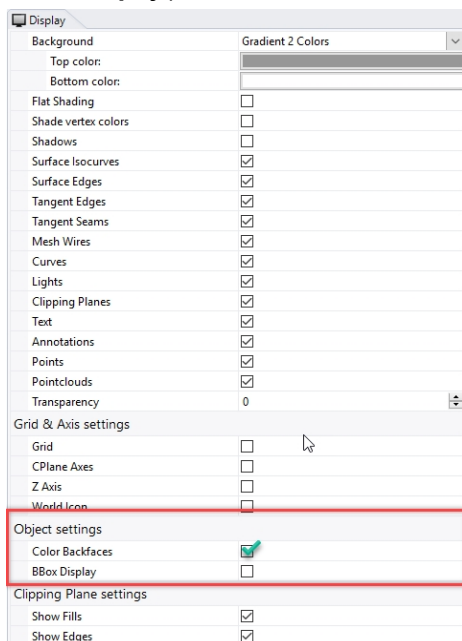 Display
Background Gradient 2 Colors
Top color:
Bottom color:
Flat Shading
Shade vertex colors
Shadows
Surface Isocurves
Surface Edges
Tangent Edges
Tangent Seams
Mesh Wires
Curves
Lights
Clipping Planes
Text
Annotations
Points
Pointclouds
Transparency 0
Grid & Axis settings
Grid
CPlane Axes
Z Axis
World Icon
Object settings
Color Backfaces
BBox Display
Clipping Plane settings
Show Fills
Show Edges